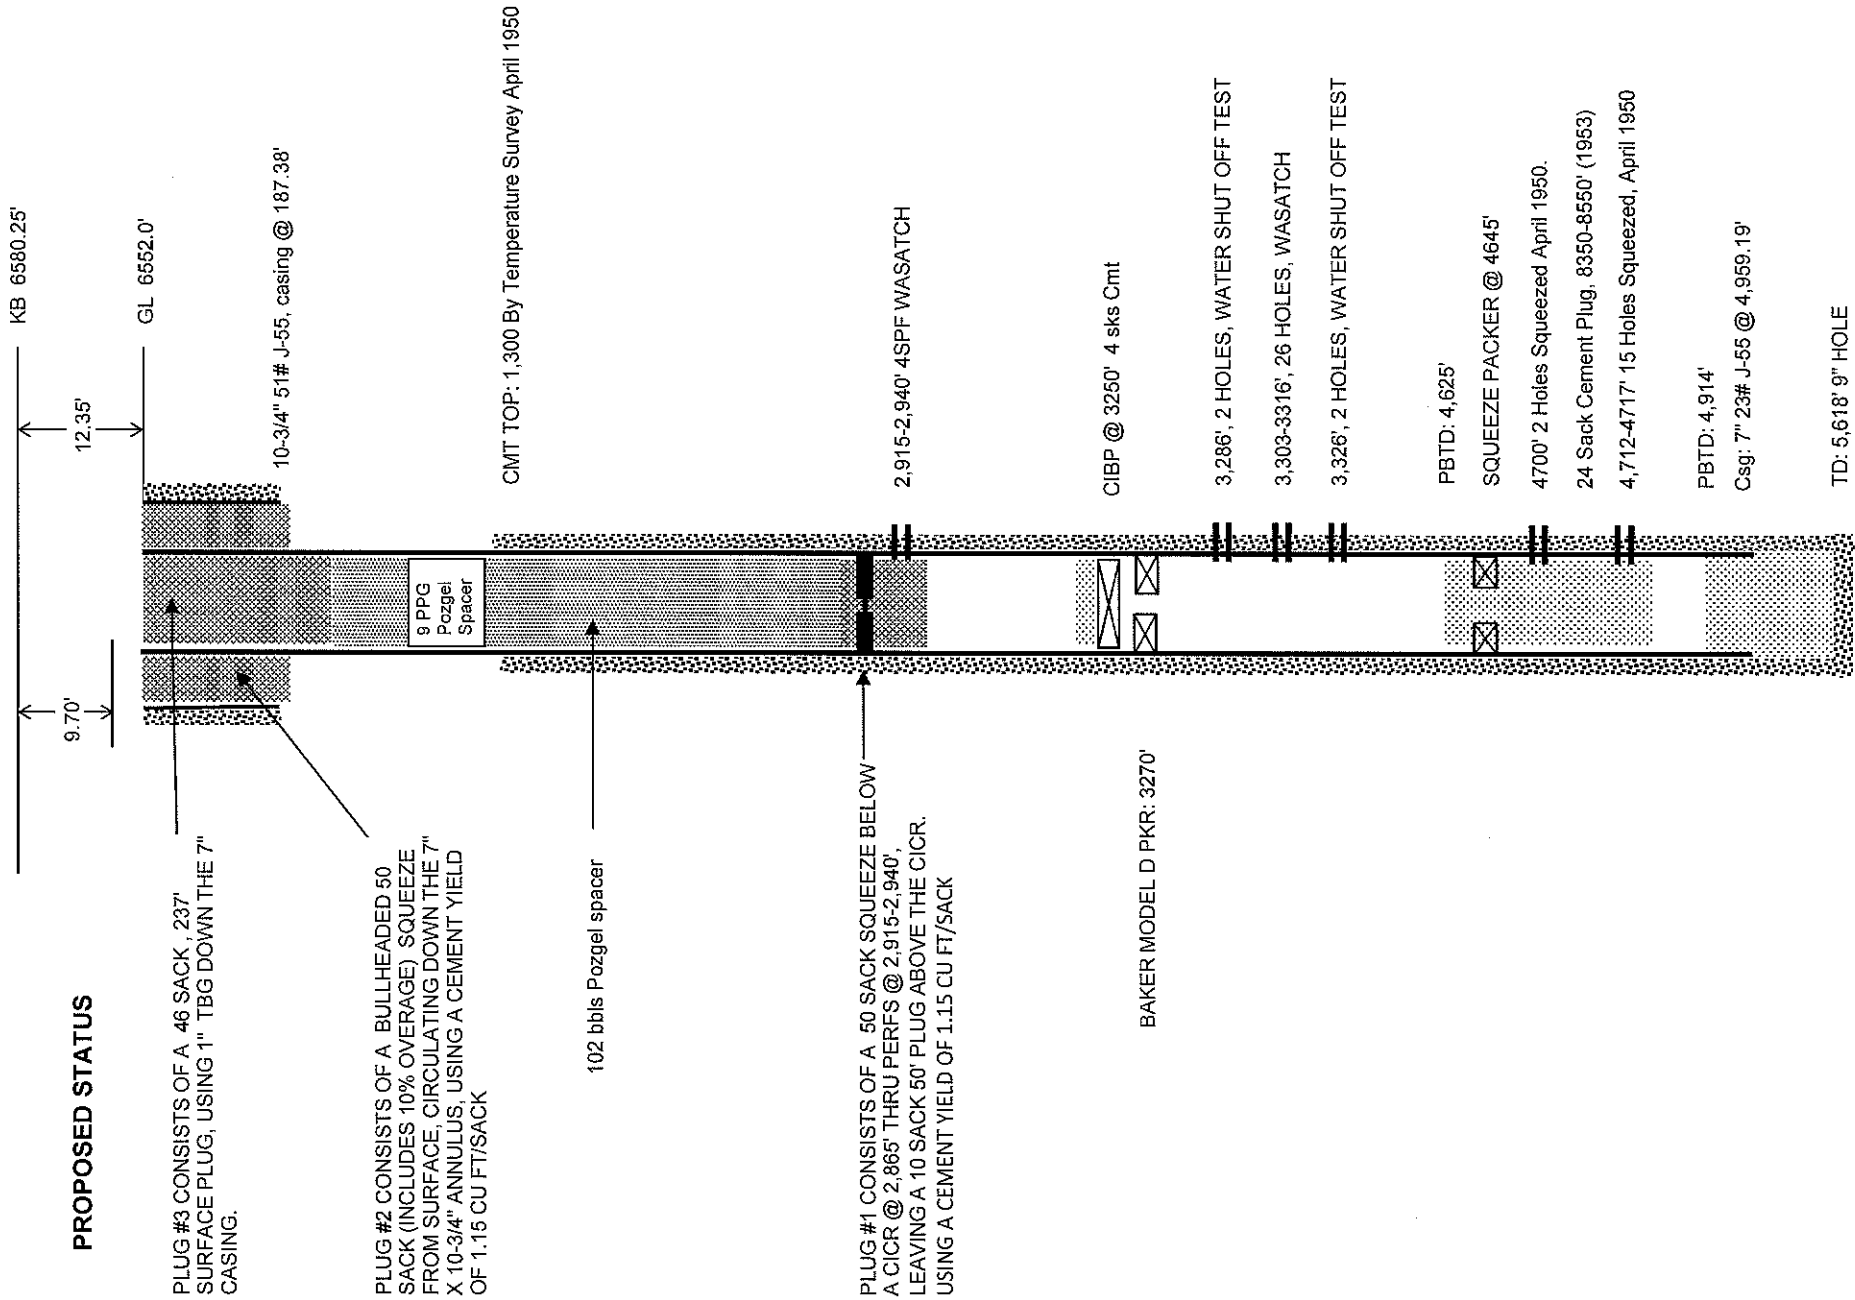 PROPOSED STATUS
KB 6580.25'
12.35'
9.70'
GL 6552.0'
PLUG #3 CONSISTS OF A 46 SACK , 237'
SURFACE PLUG, USING 1" TBG DOWN THE 7"
CASING.
10-3/4" 51# J-55, casing @ 187.38'
PLUG #2 CONSISTS OF A BULLHEADED 50
SACK (INCLUDES 10% OVERAGE) SQUEEZE
FROM SURFACE, CIRCULATING DOWN THE 7"
X 10-3/4" ANNULUS, USING A CEMENT YIELD
OF 1.15 CU FT/SACK
9 PPG
Pozgel
Spacer
CMT TOP: 1,300 By Temperature Survey April 1950
102 bbls Pozgel spacer
PLUG #1 CONSISTS OF A 50 SACK SQUEEZE BELOW
A CICR @ 2,865' THRU PERFS @ 2,915-2,940',
LEAVING A 10 SACK 50' PLUG ABOVE THE CICR.
USING A CEMENT YIELD OF 1.15 CU FT/SACK
2,915-2,940' 4SPF WASATCH
CIBP @ 3250' 4 sks Cmt
BAKER MODEL D PKR: 3270'
3,286', 2 HOLES, WATER SHUT OFF TEST
3,303-3316', 26 HOLES, WASATCH
3,326', 2 HOLES, WATER SHUT OFF TEST
PBTD: 4,625'
SQUEEZE PACKER @ 4645'
4700' 2 Holes Squeezed April 1950.
24 Sack Cement Plug, 8350-8550' (1953)
4,712-4717' 15 Holes Squeezed, April 1950
PBTD: 4,914'
Csg: 7" 23# J-55 @ 4,959.19'
TD: 5,618' 9" HOLE